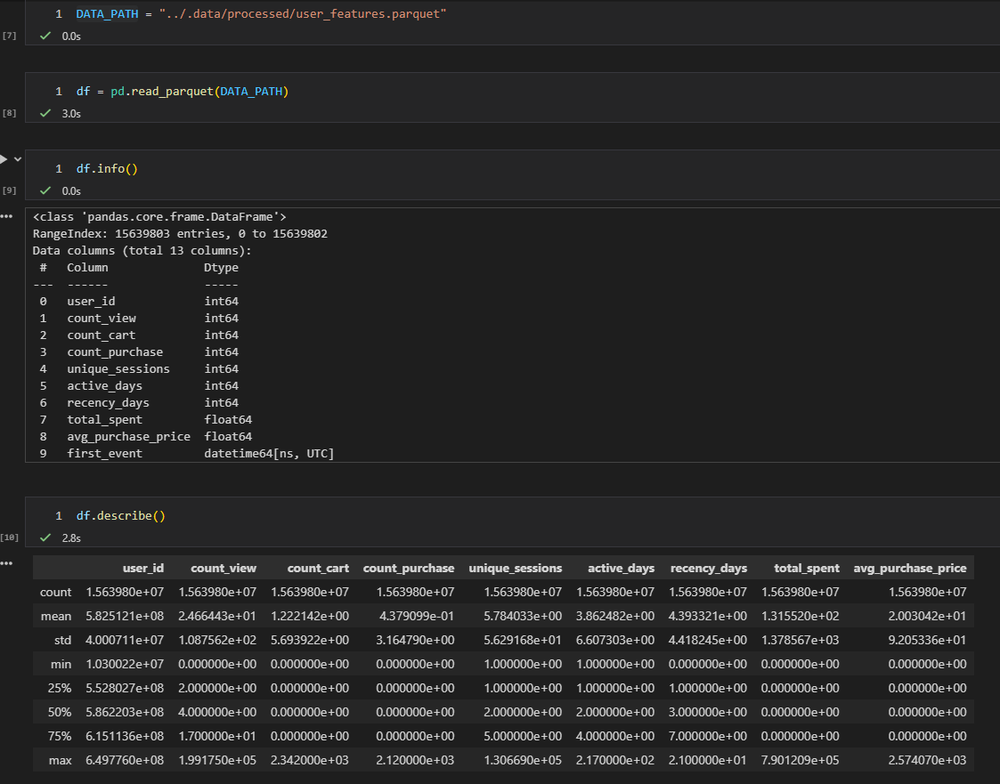 1 DATA_PATH = "../.data/processed/user_features.parquet"
[7] ✓ 0.0s
1 df = pd.read_parquet(DATA_PATH)
[8] ✓ 3.0s
1 df.info()
[9] ✓ 0.0s
<class 'pandas.core.frame.DataFrame'>
RangeIndex: 15639803 entries, 0 to 15639802
Data columns (total 13 columns):
 #   Column              Dtype
---  ------              -----
 0   user_id             int64
 1   count_view          int64
 2   count_cart          int64
 3   count_purchase      int64
 4   unique_sessions     int64
 5   active_days         int64
 6   recency_days        int64
 7   total_spent         float64
 8   avg_purchase_price  float64
 9   first_event         datetime64[ns, UTC]
1 df.describe()
[10] ✓ 2.8s
user_id count_view count_cart count_purchase unique_sessions active_days recency_days total_spent avg_purchase_price
count 1.563980e+07 1.563980e+07 1.563980e+07 1.563980e+07 1.563980e+07 1.563980e+07 1.563980e+07 1.563980e+07 1.563980e+07
mean 5.825121e+08 2.466443e+01 1.222142e+00 4.379099e-01 5.784033e+00 3.862482e+00 4.393321e+00 1.315520e+02 2.003042e+01
std 4.000711e+07 1.087562e+02 5.693922e+00 3.164790e+00 5.629168e+01 6.607303e+00 4.418245e+00 1.378567e+03 9.205336e+01
min 1.030022e+07 0.000000e+00 0.000000e+00 0.000000e+00 1.000000e+00 1.000000e+00 0.000000e+00 0.000000e+00 0.000000e+00
25% 5.528027e+08 2.000000e+00 0.000000e+00 0.000000e+00 1.000000e+00 1.000000e+00 1.000000e+00 0.000000e+00 0.000000e+00
50% 5.862203e+08 4.000000e+00 0.000000e+00 0.000000e+00 2.000000e+00 2.000000e+00 3.000000e+00 0.000000e+00 0.000000e+00
75% 6.151136e+08 1.700000e+01 0.000000e+00 0.000000e+00 5.000000e+00 4.000000e+00 7.000000e+00 0.000000e+00 0.000000e+00
max 6.497760e+08 1.991750e+05 2.342000e+03 2.120000e+03 1.306690e+05 2.170000e+02 2.100000e+01 7.901209e+05 2.574070e+03